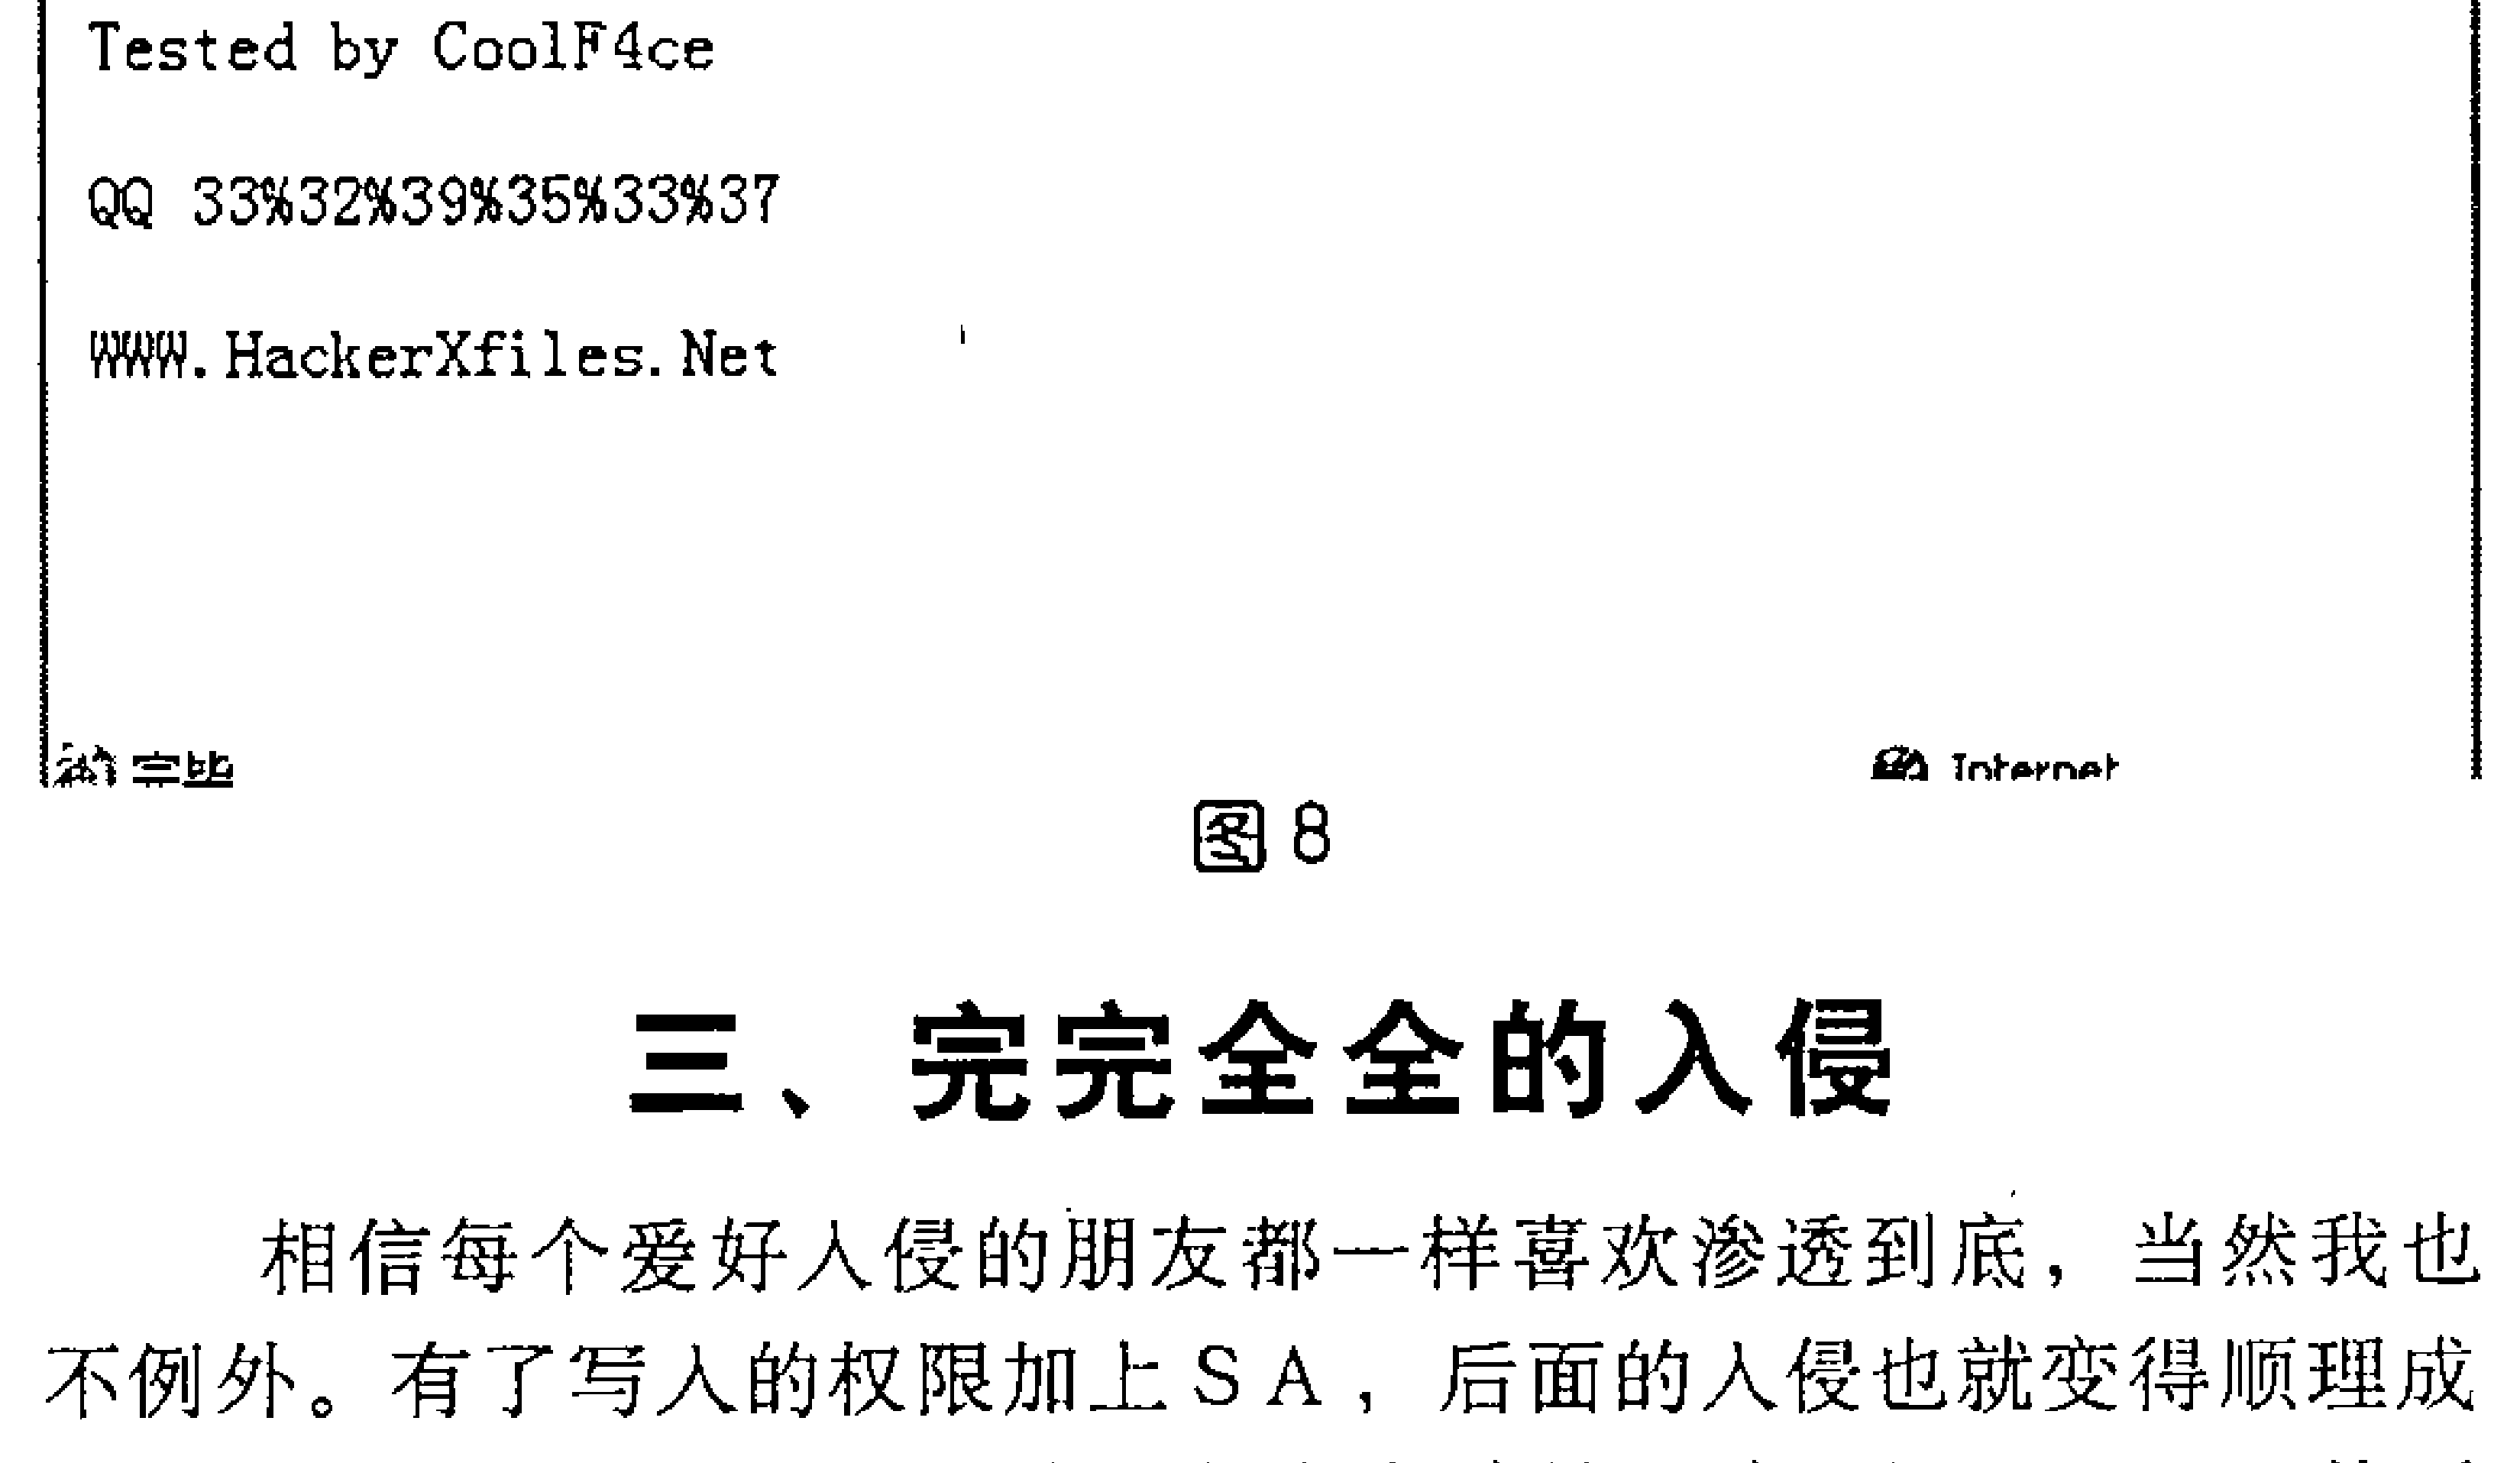 Tested by CoolF4ce
QQ 33%32%39%35%33%37
WWW.HackerXfiles.Net
Internet
图8
三、完完全全的入侵
相信每个爱好入侵的朋友都一样喜欢渗透到底，当然我也
不例外。有了写入的权限加上SA，后面的入侵也就变得顺理成